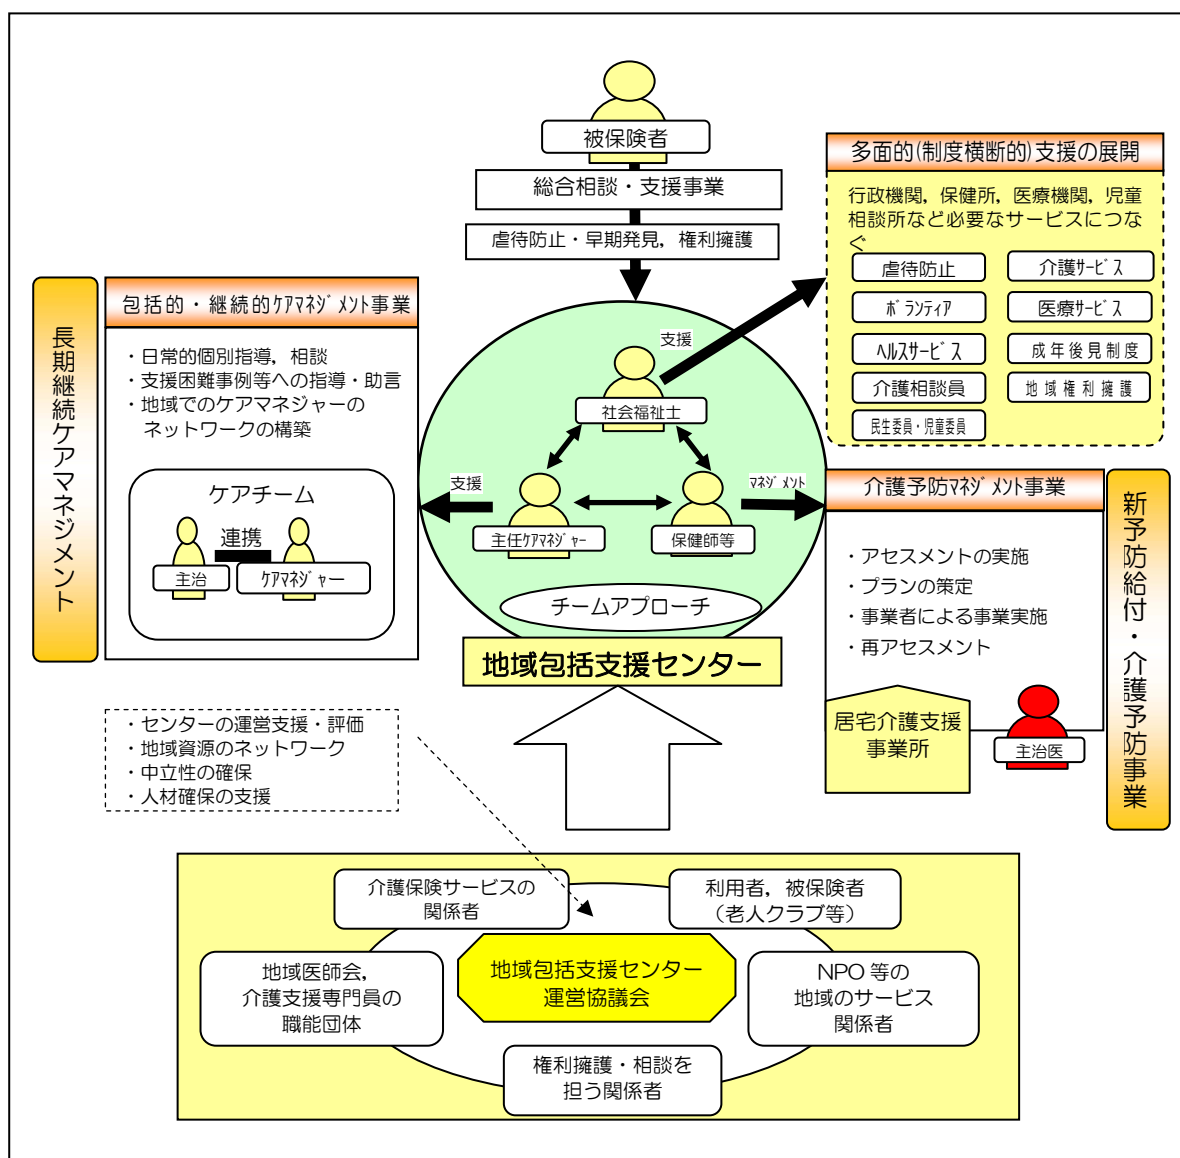 被保険者
総合相談・支援事業
虐待防止・早期発見，権利擁護
多面的(制度横断的)支援の展開
行政機関，保健所，医療機関，児童
相談所など必要なサービスにつな
ぐ
虐待防止
介護ｻｰﾋﾞｽ
ﾎﾞﾗﾝﾃｨｱ
医療ｻｰﾋﾞｽ
ﾍﾙｽｻｰﾋﾞｽ
成年後見制度
介護相談員
地域権利擁護
民生委員・児童委員
長期継続ケアマネジメント
包括的・継続的ｹｱﾏﾈｼﾞﾒﾝﾄ事業
・日常的個別指導，相談
・支援困難事例等への指導・助言
・地域でのケアマネジャーの
ネットワークの構築
ケアチーム
連携
主治
ｹｱﾏﾈｼﾞｬｰ
支援
社会福祉士
支援
ﾏﾈｼﾞﾒﾝﾄ
主任ｹｱﾏﾈｼﾞｬｰ
保健師等
チームアプローチ
地域包括支援センター
介護予防ﾏﾈｼﾞﾒﾝﾄ事業
・アセスメントの実施
・プランの策定
・事業者による事業実施
・再アセスメント
居宅介護支援
事業所
主治医
新予防給付・介護予防事業
・センターの運営支援・評価
・地域資源のネットワーク
・中立性の確保
・人材確保の支援
介護保険サービスの
関係者
利用者，被保険者
（老人クラブ等）
地域医師会，
介護支援専門員の
職能団体
地域包括支援センター
運営協議会
NPO 等の
地域のサービス
関係者
権利擁護・相談を
担う関係者